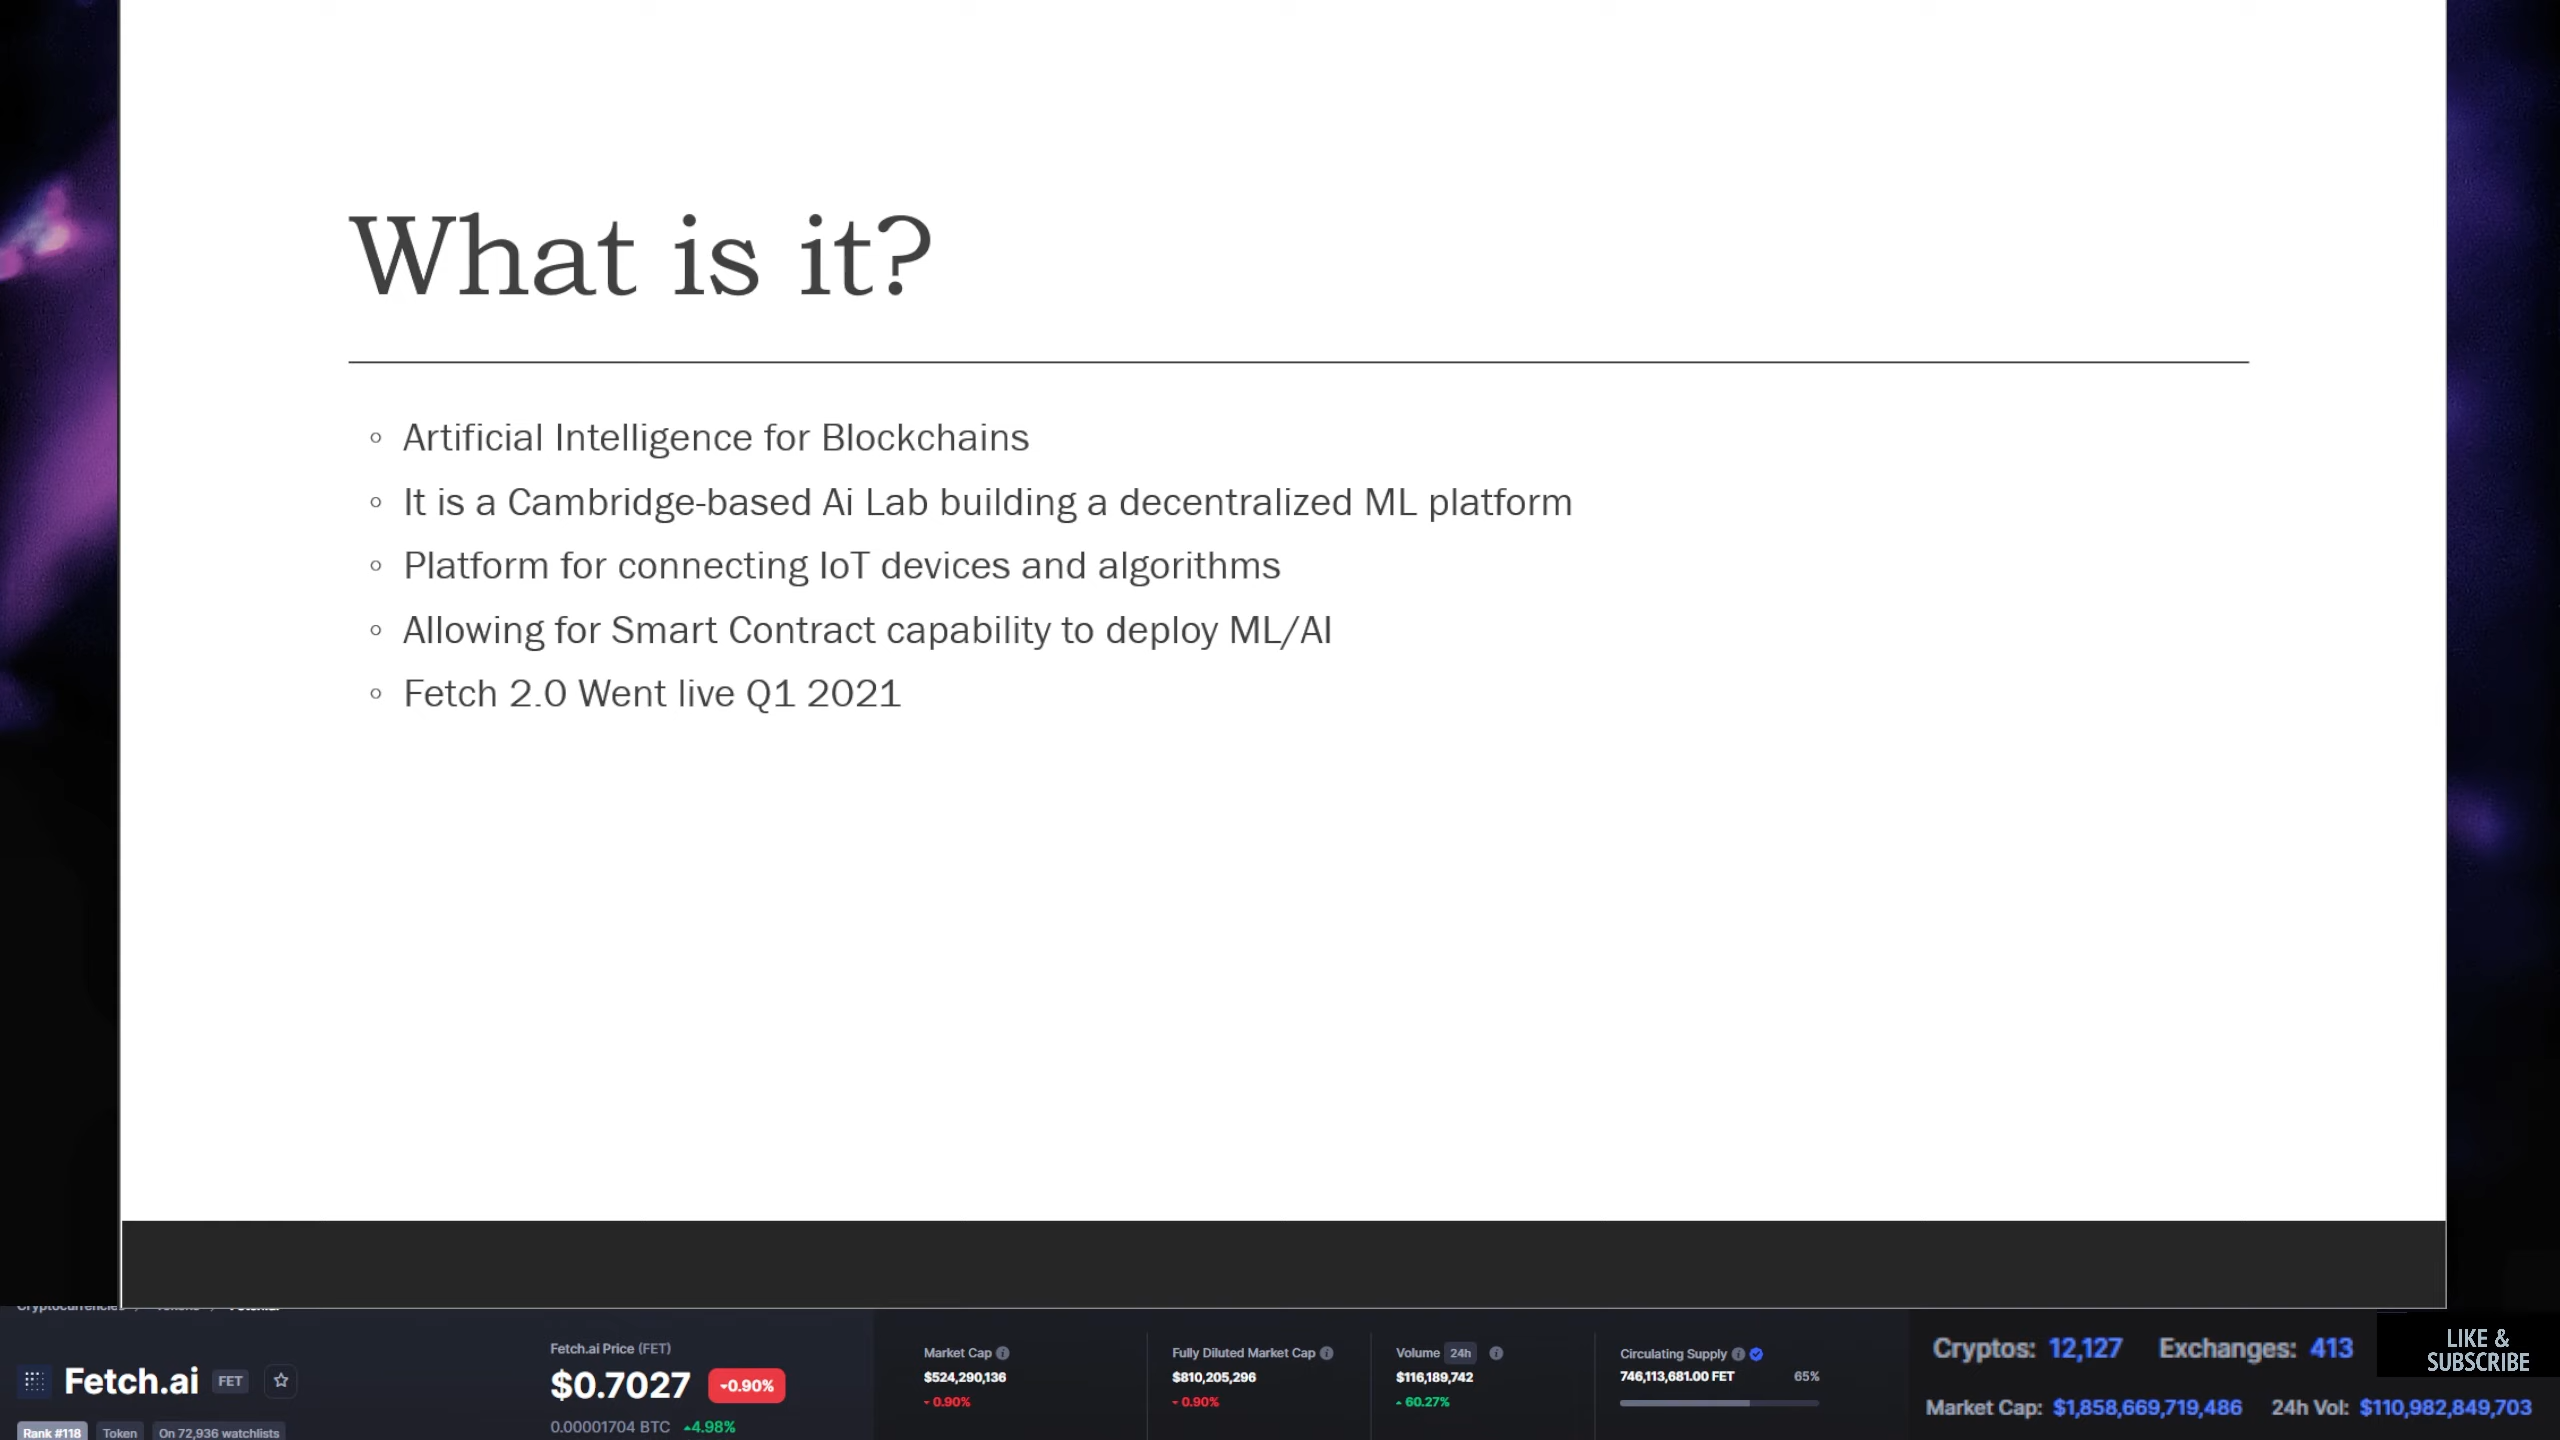 What is it?
Artificial Intelligence for Blockchains
It is a Cambridge-based Ai Lab building a decentralized ML platform
Platform for connecting IoT devices and algorithms
Allowing for Smart Contract capability to deploy ML/AI
Fetch 2.0 Went live Q1 2021
Fetch.ai FET
Rank #118 Token On 72,936 watchlists
Fetch.ai Price (FET)
$0.7027 -0.90%
0.00001704 BTC 4.98%
Market Cap
$524,290,136
0.90%
Fully Diluted Market Cap
$810,205,296
0.90%
Volume 24h
$116,189,742
60.27%
Circulating Supply
746,113,681.00 FET 65%
Cryptos: 12,127 Exchanges: 413
Market Cap: $1,858,669,719,486 24h Vol: $110,982,849,703
LIKE &
SUBSCRIBE